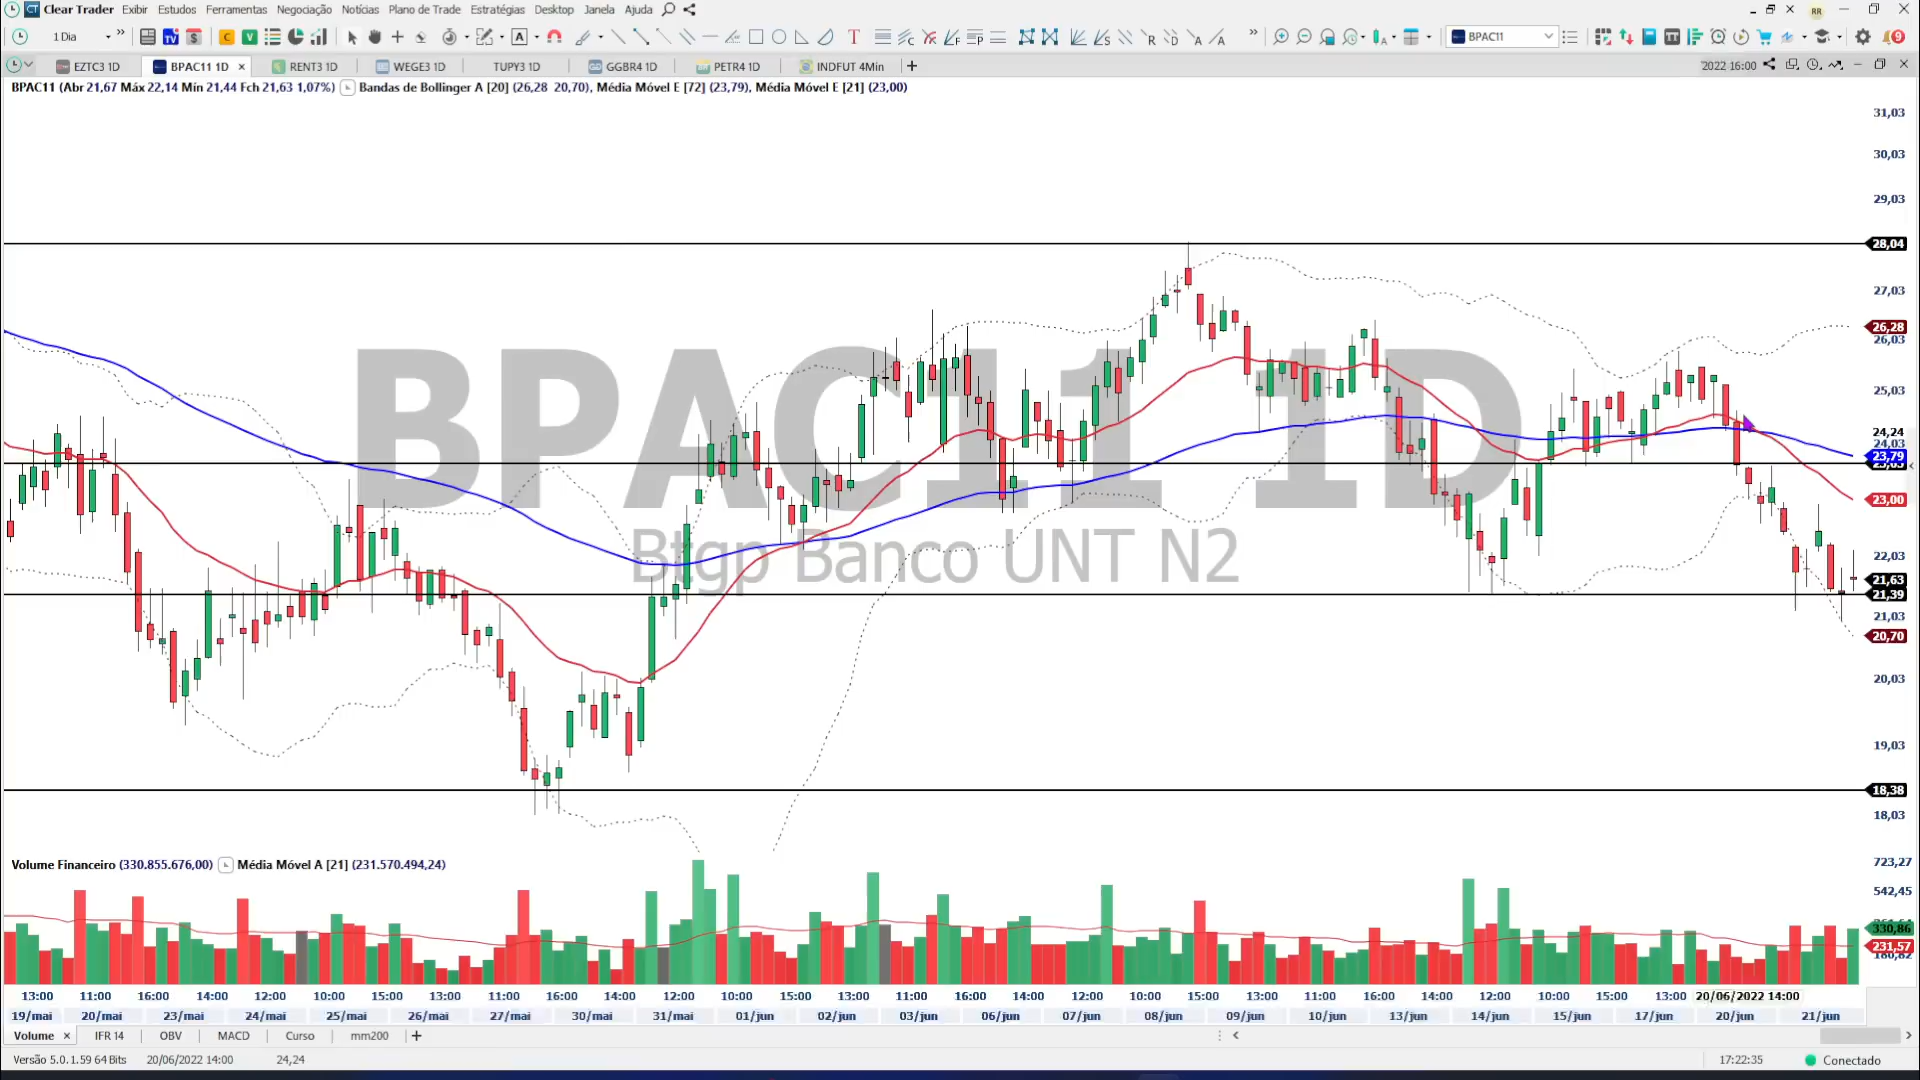 Clear Trader Exibir Estudos Ferramentas Negociação Notícias Plano de Trade Estratégias Desktop Janela Ajuda RR
1 Dia » BPAC11 9
EZTC3 1D BPAC11 1D × RENT3 1D WEGE3 1D TUPY3 1D GGBR4 1D PETR4 1D INDFUT 4Min + 2022 16:00
BPAC11 (Abr 21,67 Máx 22,14 Mín 21,44 Fch 21,63 1,07%) Bandas de Bollinger A [20] (26,28 20,70), Média Móvel E [72] (23,79), Média Móvel E [21] (23,00)
31,03
30,03
29,03
28,04
27,03
26,28
26,03
25,03
24,24
24,03
23,79
23,00
22,03
21,63
21,39
21,03
20,70
20,03
19,03
18,38
18,03
BPAC11 1D
Btgp Banco UNT N2
Volume Financeiro (330.855.676,00) Média Móvel A [21] (231.570.494,24)
723,27
542,45
330,86
231,57
180,82
13:00 11:00 16:00 14:00 12:00 10:00 15:00 13:00 11:00 16:00 14:00 12:00 10:00 15:00 13:00 11:00 16:00 14:00 12:00 10:00 15:00 13:00 11:00 16:00 14:00 12:00 10:00 15:00 13:00 20/06/2022 14:00
19/mai 20/mai 23/mai 24/mai 25/mai 26/mai 27/mai 30/mai 31/mai 01/jun 02/jun 03/jun 06/jun 07/jun 08/jun 09/jun 10/jun 13/jun 14/jun 15/jun 17/jun 20/jun 21/jun
Volume × IFR 14 OBV MACD Curso mm200 +
Versão 5.0.1.59 64 Bits 20/06/2022 14:00 24,24 17:22:35 Conectado